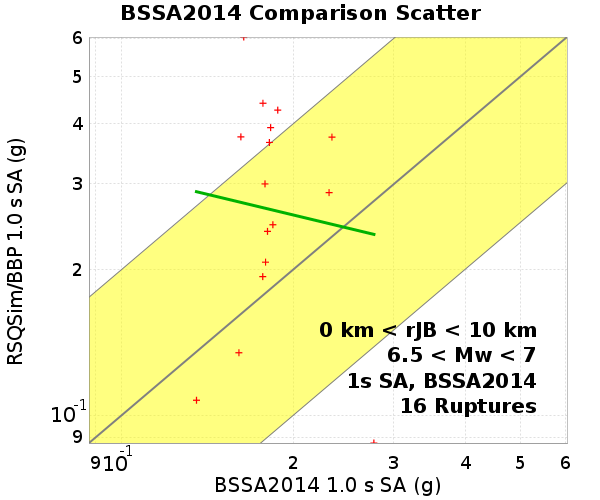 BSSA2014 Comparison Scatter
RSQSim/BBP 1.0 s SA (g)
6
5
4
3
2
10-1
9
0 km < rJB < 10 km
6.5 < Mw < 7
1s SA, BSSA2014
16 Ruptures
9 10-1 2 3 4 5 6
BSSA2014 1.0 s SA (g)